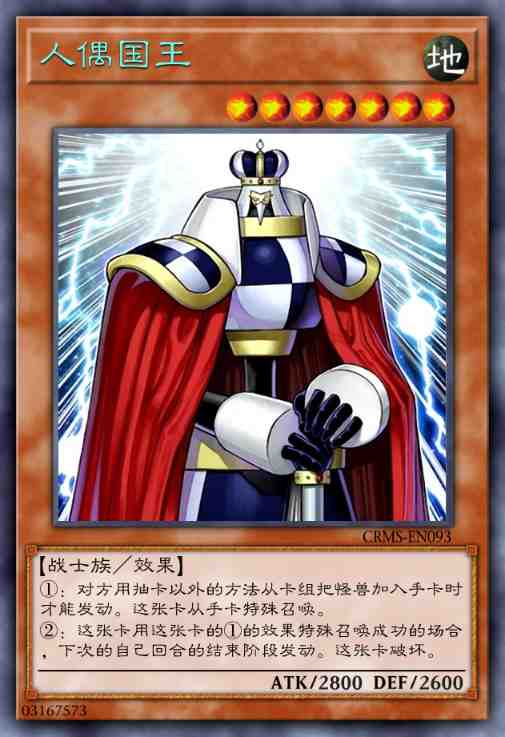 人偶国王
地
CRMS-EN093
【战士族／效果】
①：对方用抽卡以外的方法从卡组把怪兽加入手卡时
才能发动。这张卡从手卡特殊召唤。
②：这张卡用这张卡的①的效果特殊召唤成功的场合
，下次的自己回合的结束阶段发动。这张卡破坏。
ATK/2800 DEF/2600
03167573